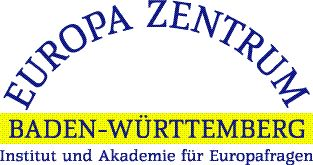 EUROPA ZENTRUM
BADEN-WÜRTTEMBERG
Institut und Akademie für Europafragen